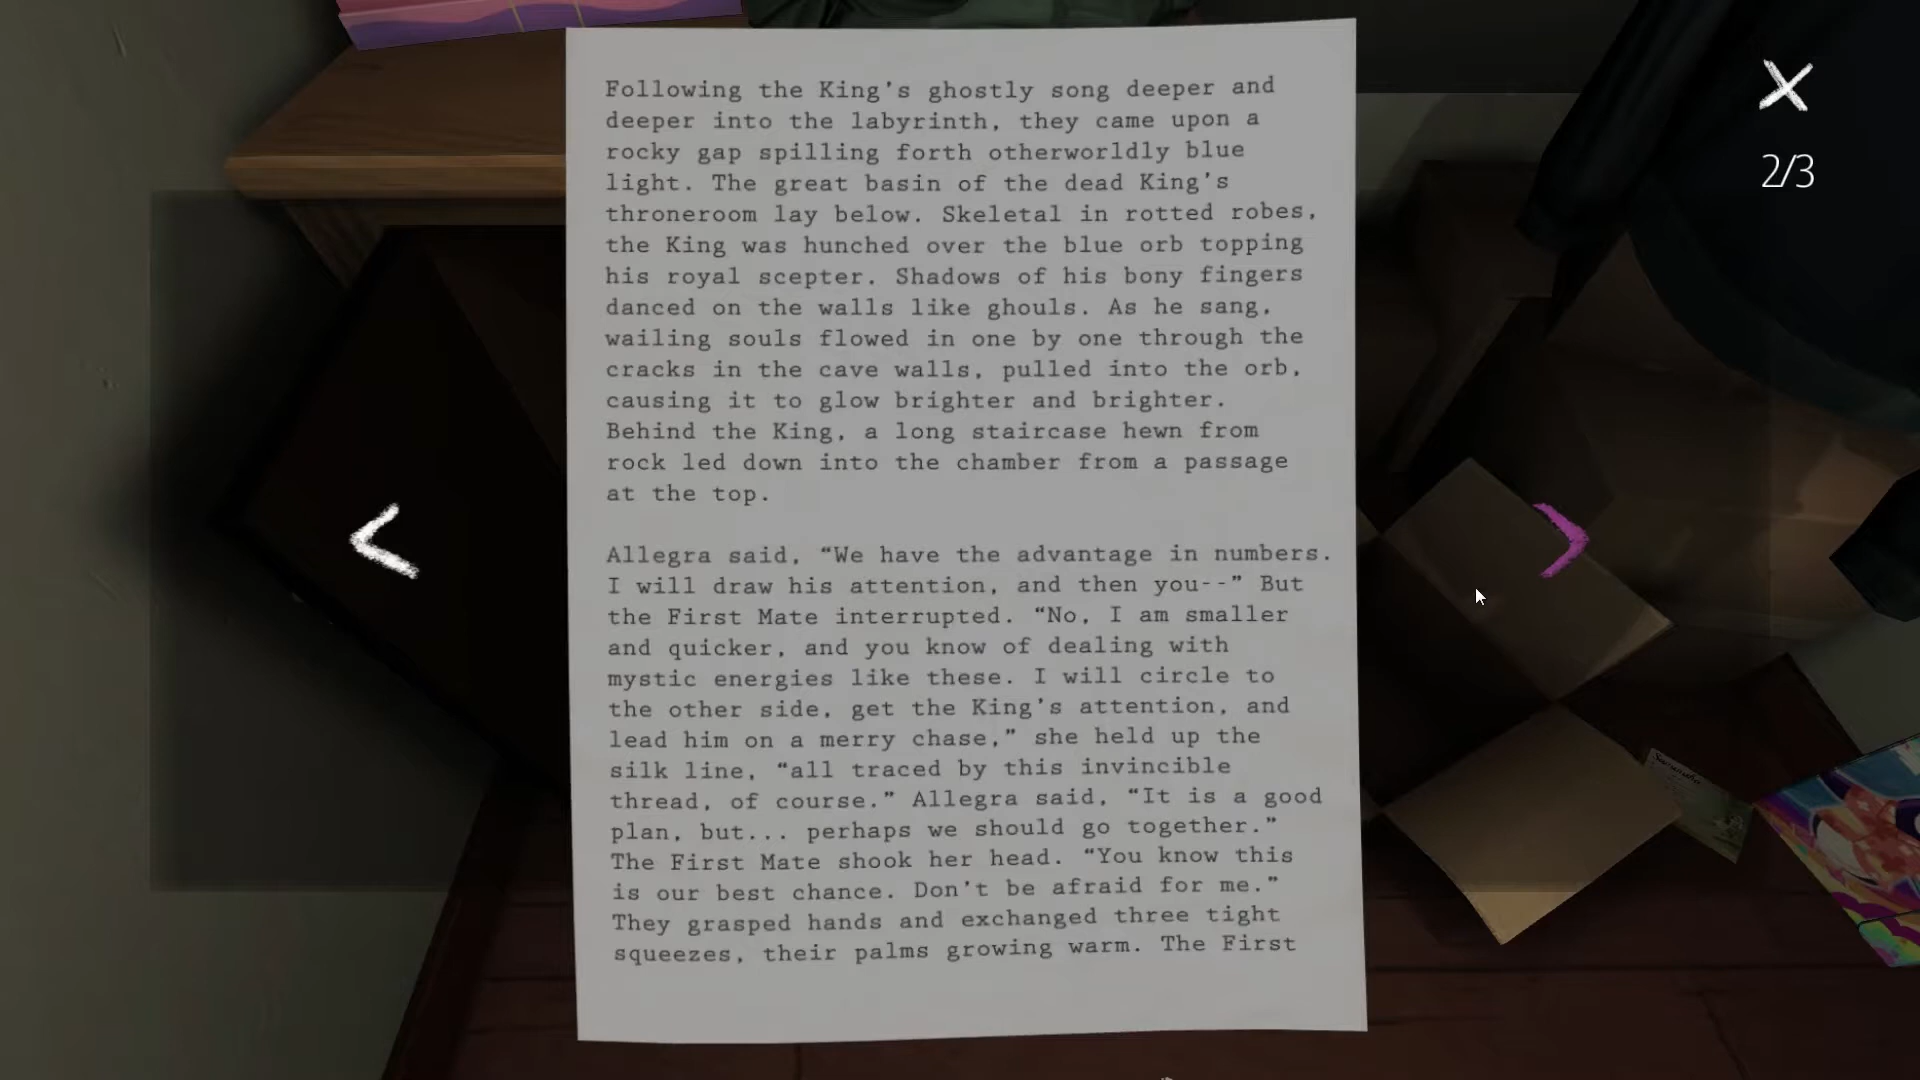 Following the King's ghostly song deeper and
deeper into the labyrinth, they came upon a
rocky gap spilling forth otherworldly blue
light. The great basin of the dead King's
throneroom lay below. Skeletal in rotted robes,
the King was hunched over the blue orb topping
his royal scepter. Shadows of his bony fingers
danced on the walls like ghouls. As he sang,
wailing souls flowed in one by one through the
cracks in the cave walls, pulled into the orb,
causing it to glow brighter and brighter.
Behind the King, a long staircase hewn from
rock led down into the chamber from a passage
at the top.
Allegra said, “We have the advantage in numbers.
I will draw his attention, and then you--” But
the First Mate interrupted. “No, I am smaller
and quicker, and you know of dealing with
mystic energies like these. I will circle to
the other side, get the King's attention, and
lead him on a merry chase,” she held up the
silk line, “all traced by this invincible
thread, of course.” Allegra said, “It is a good
plan, but... perhaps we should go together.”
The First Mate shook her head. “You know this
is our best chance. Don't be afraid for me.”
They grasped hands and exchanged three tight
squeezes, their palms growing warm. The First
2/3